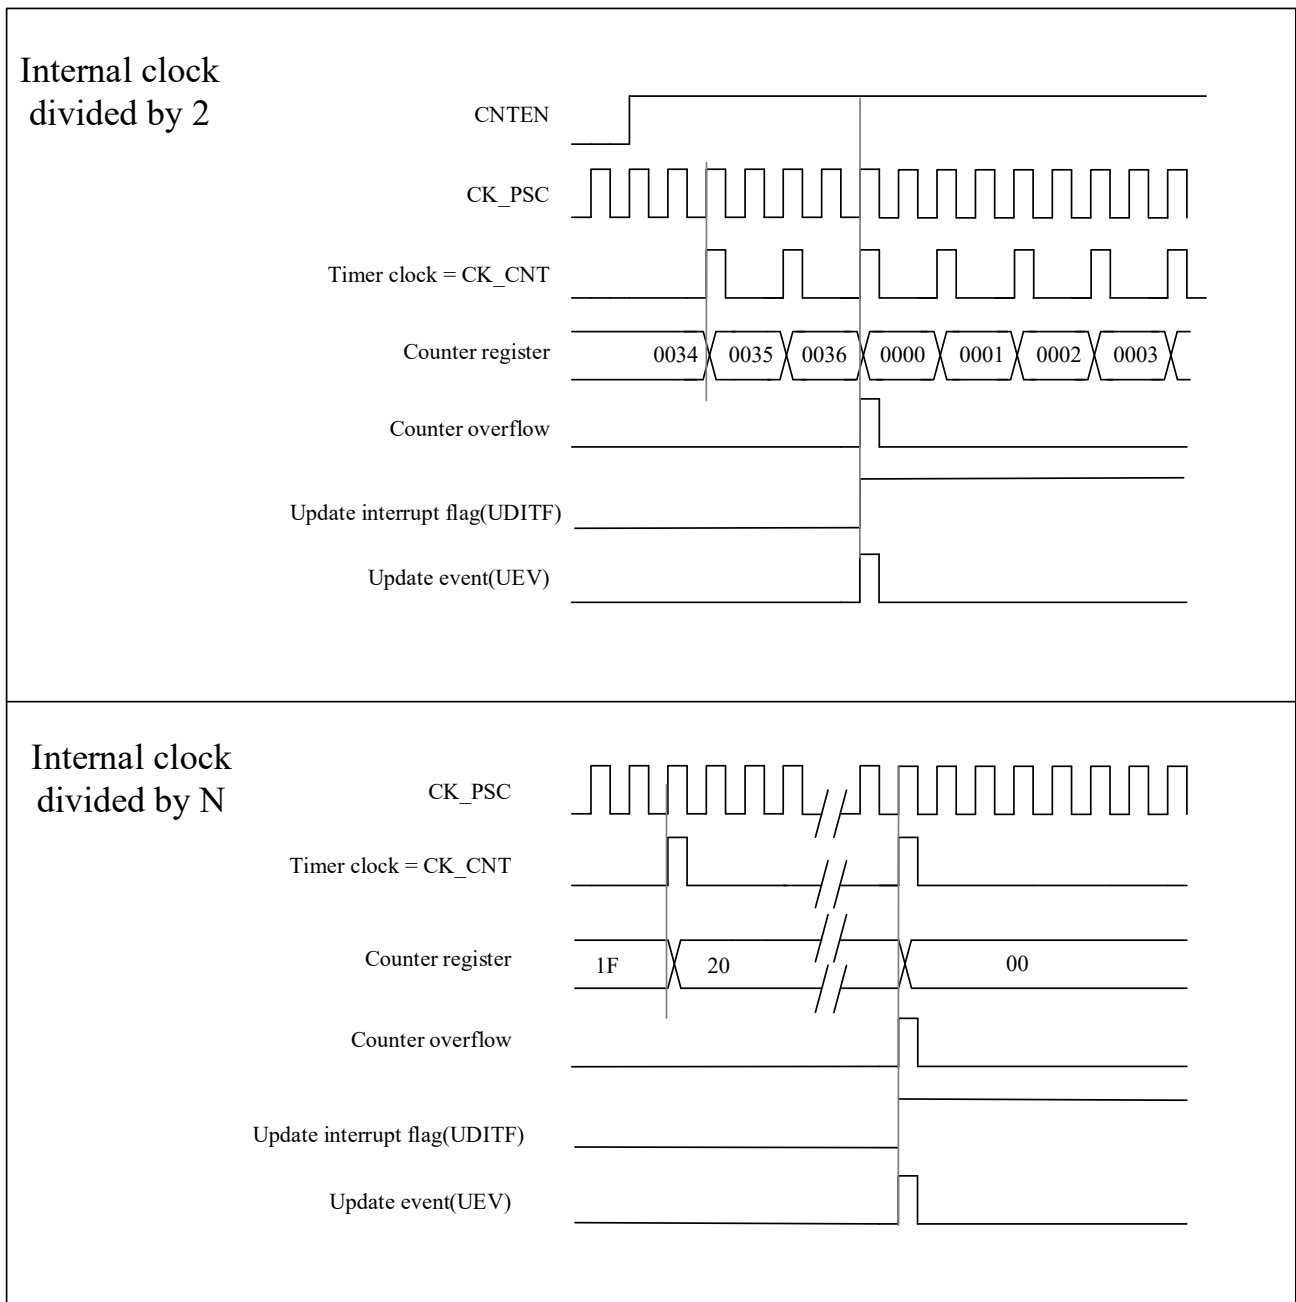 Internal clock
divided by 2
CNTEN
CK_PSC
Timer clock = CK_CNT
Counter register
0034 0035 0036 0000 0001 0002 0003
Counter overflow
Update interrupt flag(UDITF)
Update event(UEV)
Internal clock
divided by N
CK_PSC
Timer clock = CK_CNT
Counter register
1F 20 00
Counter overflow
Update interrupt flag(UDITF)
Update event(UEV)